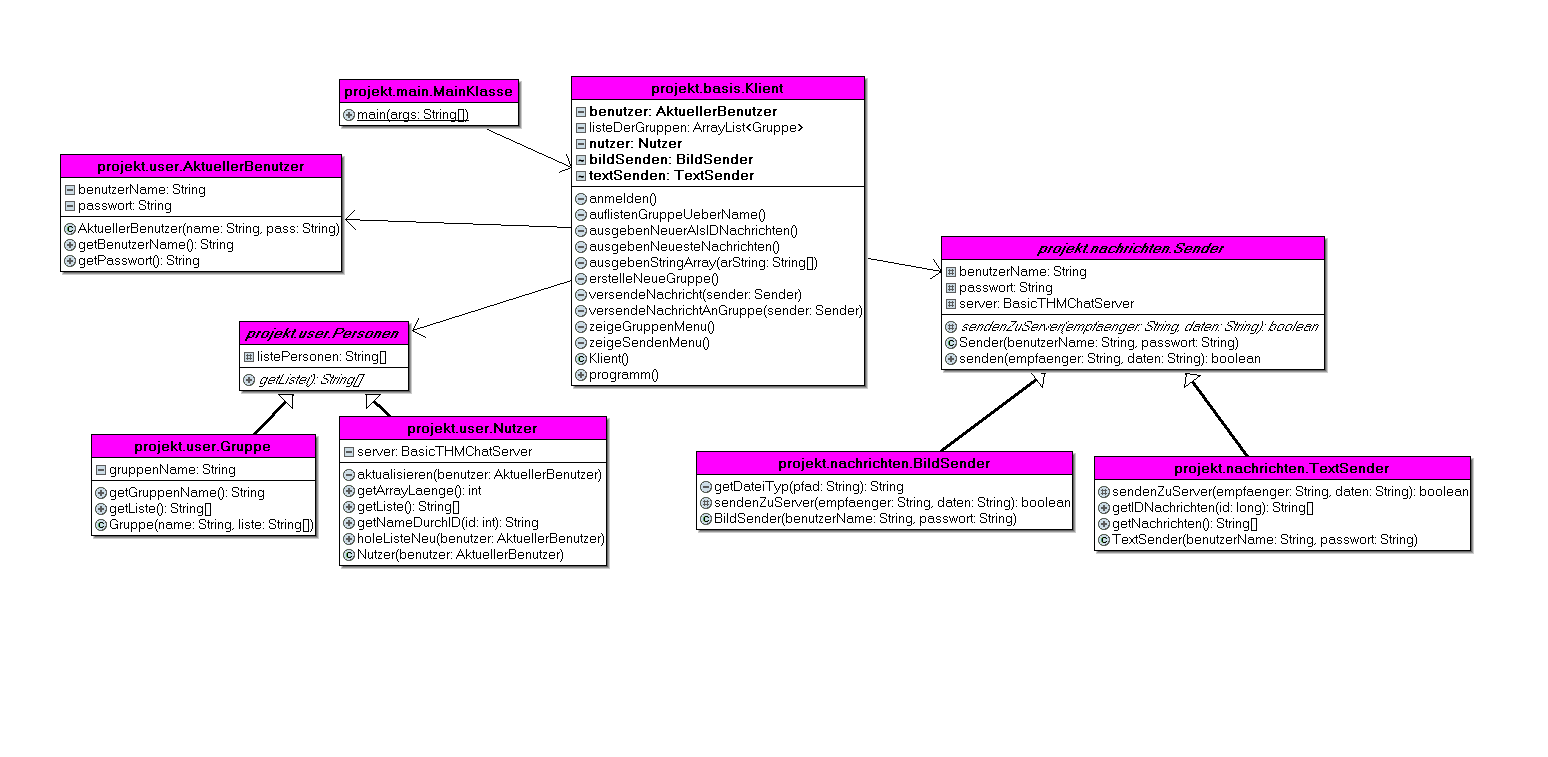 projekt.main.MainKlasse
main(args: String[])
projekt.basis.Klient
benutzer: AktuellerBenutzer
listeDerGruppen: ArrayList<Gruppe>
nutzer: Nutzer
bildSenden: BildSender
textSenden: TextSender
anmelden()
auflistenGruppeUeberName()
ausgebenNeuerAlsIDNachrichten()
ausgebenNeuesteNachrichten()
ausgebenStringArray(arString: String[])
erstelleNeueGruppe()
versendeNachricht(sender: Sender)
versendeNachrichtAnGruppe(sender: Sender)
zeigeGruppenMenu()
zeigeSendenMenu()
Klient()
programm()
projekt.user.AktuellerBenutzer
benutzerName: String
passwort: String
AktuellerBenutzer(name: String, pass: String)
getBenutzerName(): String
getPasswort(): String
projekt.nachrichten.Sender
benutzerName: String
passwort: String
server: BasicTHMChatServer
sendenZuServer(empfaenger: String, daten: String): boolean
Sender(benutzerName: String, passwort: String)
senden(empfaenger: String, daten: String): boolean
projekt.user.Personen
listePersonen: String[]
getListe(): String[]
projekt.user.Gruppe
gruppenName: String
getGruppenName(): String
getListe(): String[]
Gruppe(name: String, liste: String[])
projekt.user.Nutzer
server: BasicTHMChatServer
aktualisieren(benutzer: AktuellerBenutzer)
getArrayLaenge(): int
getListe(): String[]
getNameDurchID(id: int): String
holeListeNeu(benutzer: AktuellerBenutzer)
Nutzer(benutzer: AktuellerBenutzer)
projekt.nachrichten.BildSender
getDateiTyp(pfad: String): String
sendenZuServer(empfaenger: String, daten: String): boolean
BildSender(benutzerName: String, passwort: String)
projekt.nachrichten.TextSender
sendenZuServer(empfaenger: String, daten: String): boolean
getIDNachrichten(id: long): String[]
getNachrichten(): String[]
TextSender(benutzerName: String, passwort: String)